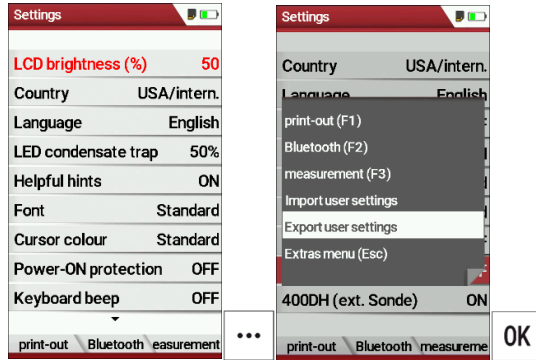 Settings
LCD brightness (%) 50
Country USA/intern.
Language English
LED condensate trap 50%
Helpful hints ON
Font Standard
Cursor colour Standard
Power-ON protection OFF
Keyboard beep OFF
print-out Bluetooth easurement
...
Settings
Country USA/intern.
Language English
print-out (F1)
Bluetooth (F2)
measurement (F3)
Import user settings
Export user settings
Extras menu (Esc)
400DH (ext. Sonde) ON
print-out Bluetooth measureme
OK